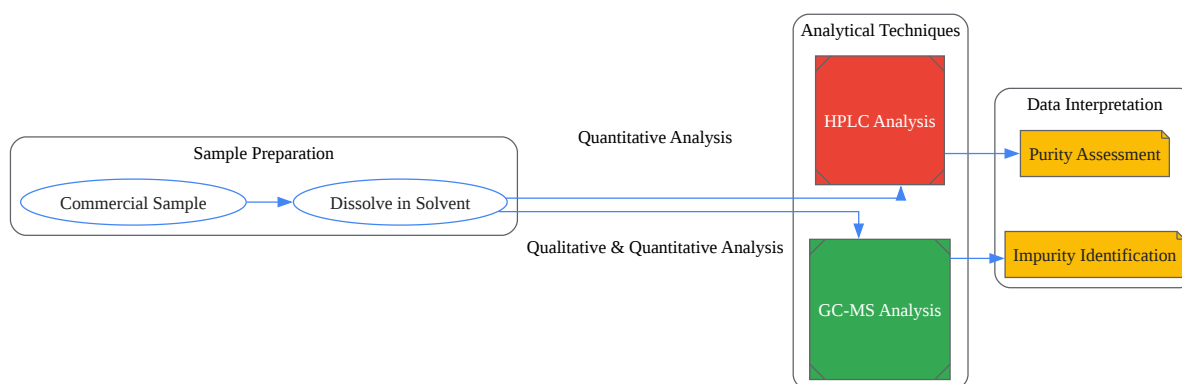 Sample Preparation
Commercial Sample
Dissolve in Solvent
Quantitative Analysis
Qualitative & Quantitative Analysis
Analytical Techniques
HPLC Analysis
GC-MS Analysis
Data Interpretation
Purity Assessment
Impurity Identification